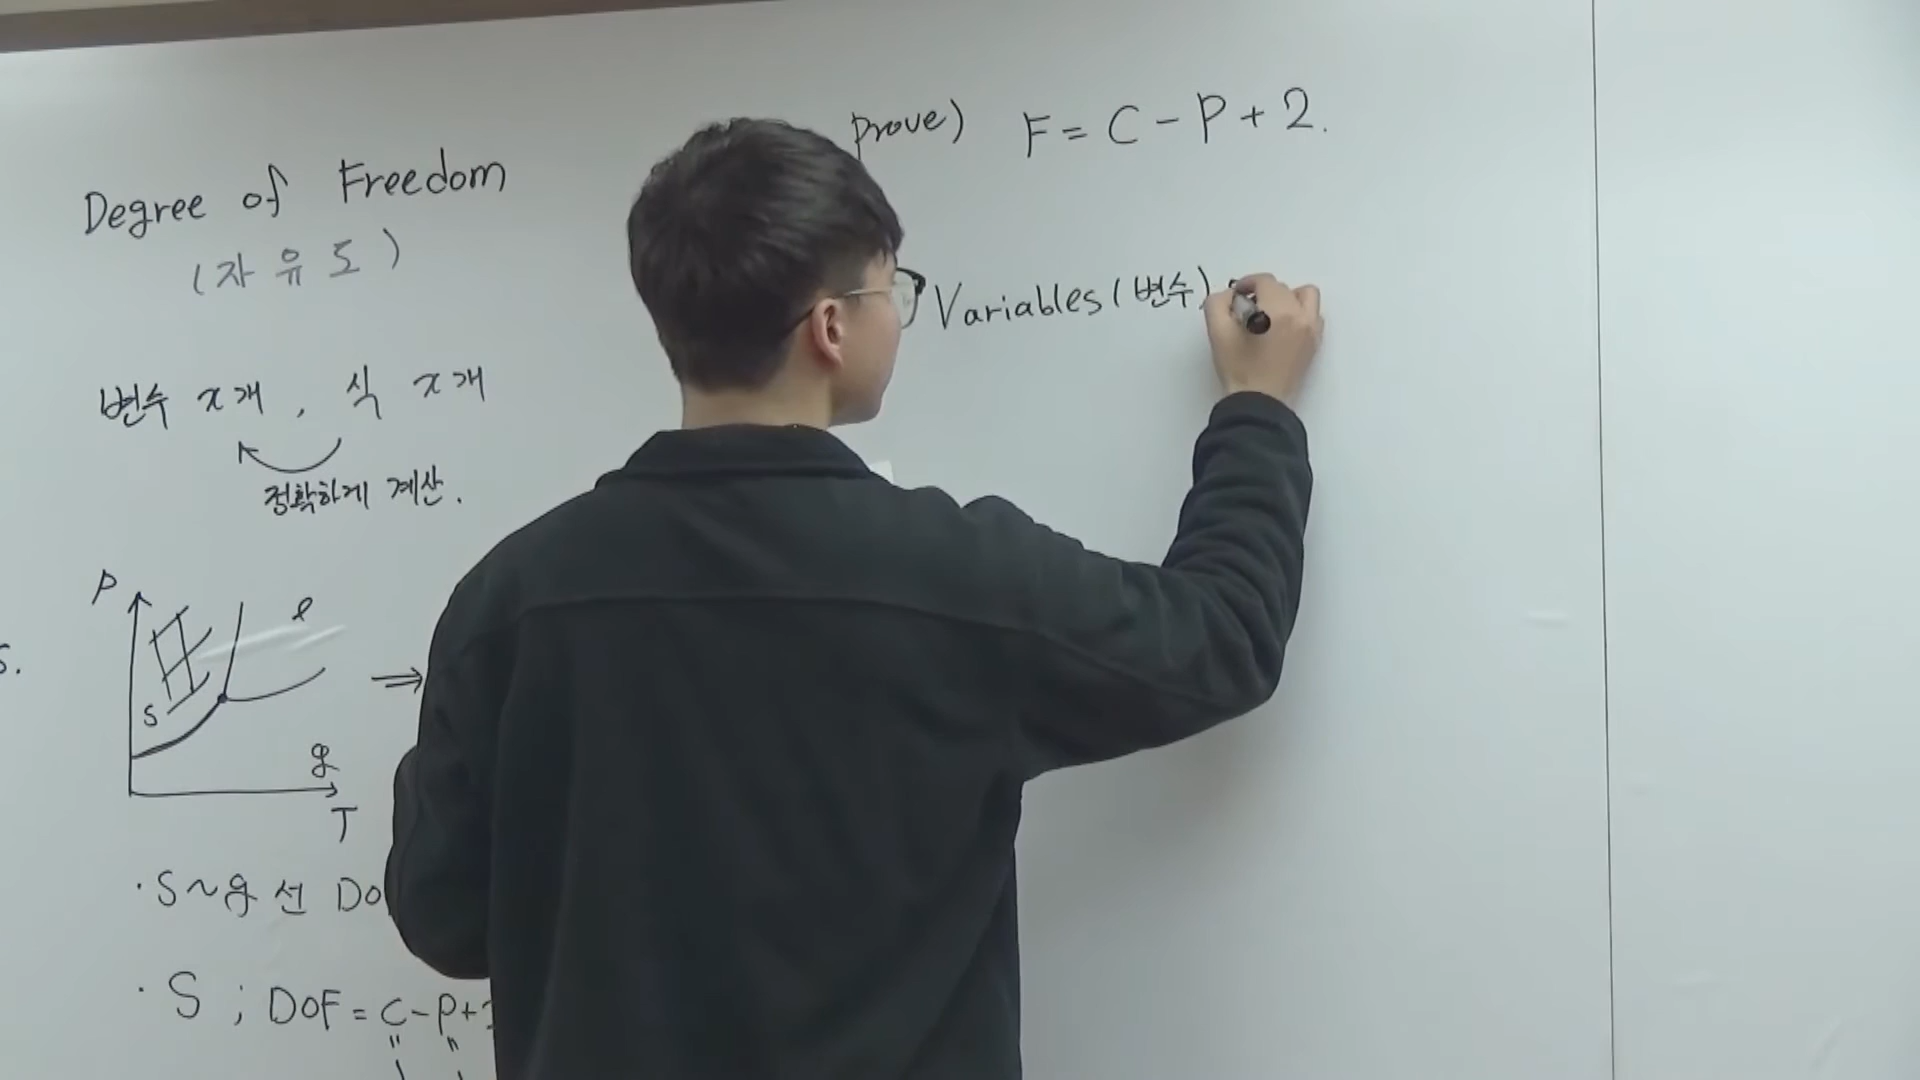 Degree of Freedom
(자유도)
변수 x개, 식 x개
정확하게 계산.
P
l
S
g
T
⇒
S.
· S~g 선 Do
· S ; DoF = C-P+2
prove) F = C - P + 2.
Variables (변수)